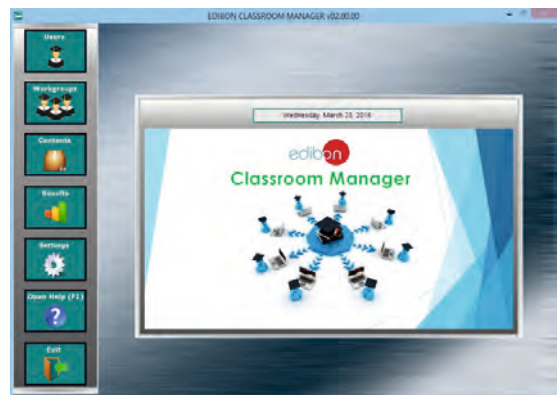 EDIBON CLASSROOM MANAGER v02.00.00
Users
Workgroups
Contents
Results
Settings
Open Help (F1)
Exit
Wednesday, March 23, 2016
edibon
Classroom Manager